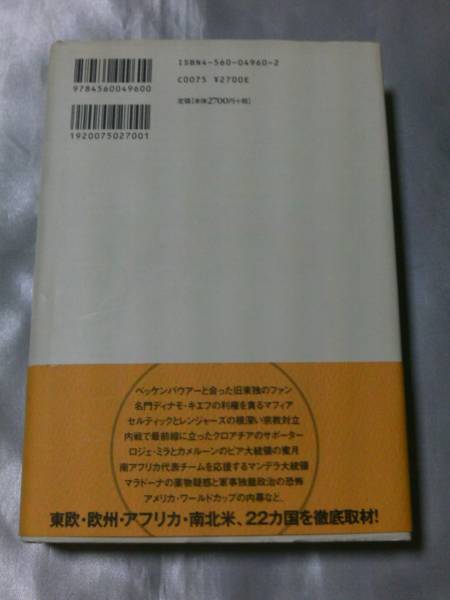 ISBN4-560-04960-2
C0075 ¥2700E
定価[本体2700円+税]
9784560049600
1920075027001
ベッケンバウアーと会った旧東独のファン
名門ディナモ・キエフの利権を貪るマフィア
セルティックとレンジャーズの根深い宗教対立
内戦で最前線に立ったクロアチアのサポーター
ロジェ・ミラとカメルーンのビア大統領の蜜月
南アフリカ代表チームを応援するマンデラ大統領
マラドーナの薬物疑惑と軍事独裁政治の恐怖
アメリカ・ワールドカップの内幕など、
東欧・欧州・アフリカ・南北米、22カ国を徹底取材!